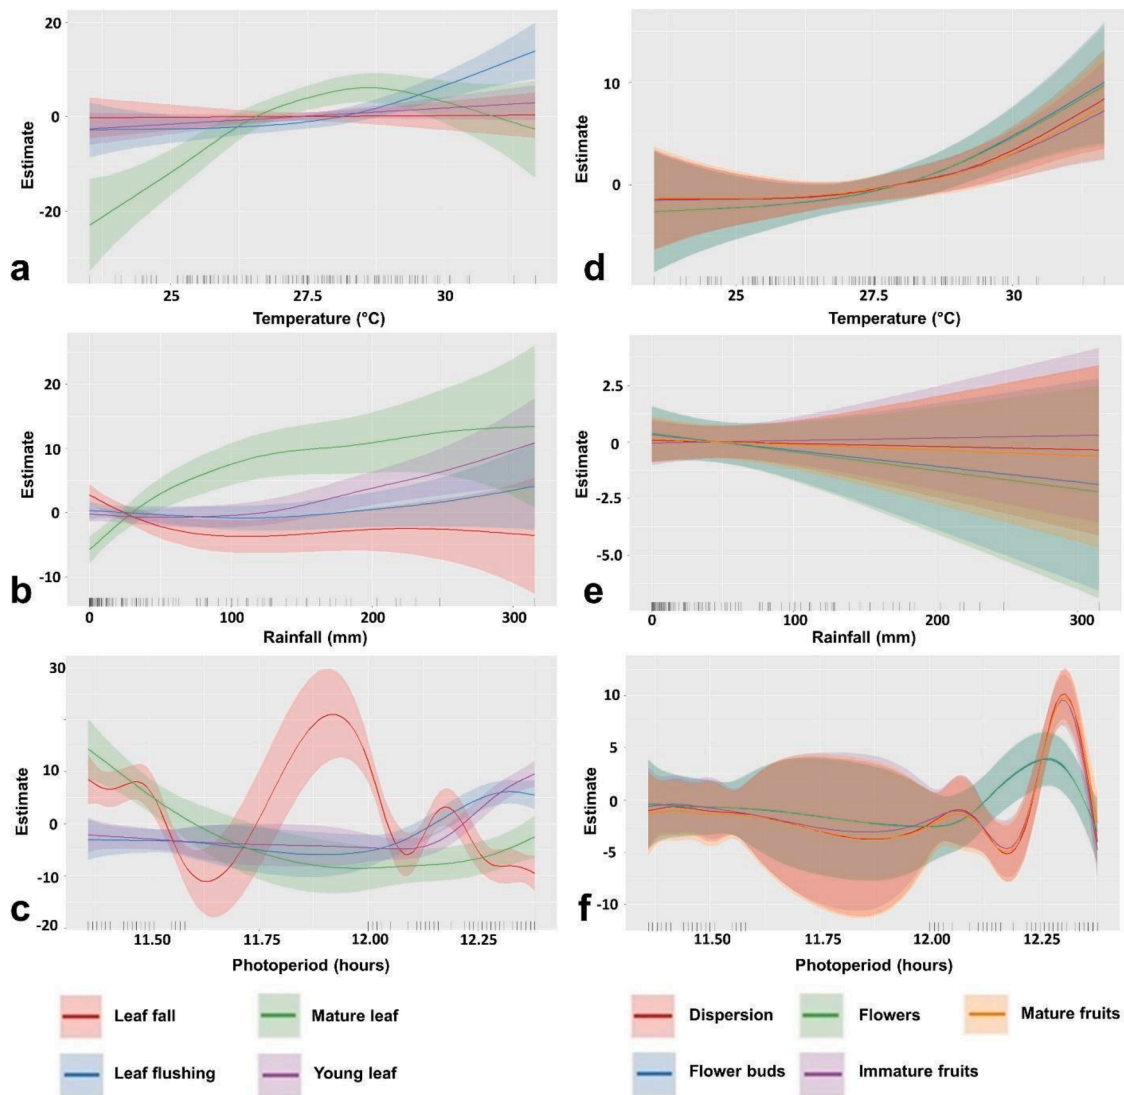 20
0
-20
Estimate
a
25
27.5
30
Temperature (°C)
10
0
Estimate
d
25
27.5
30
Temperature (°C)
20
10
0
-10
Estimate
b
0
100
200
300
Rainfall (mm)
2.5
0
-2.5
-5.0
Estimate
e
0
100
200
300
Rainfall (mm)
30
10
0
-10
-20
Estimate
c
11.50
11.75
12.00
12.25
Photoperiod (hours)
10
5
0
-5
-10
Estimate
f
11.50
11.75
12.00
12.25
Photoperiod (hours)
Leaf fall
Mature leaf
Leaf flushing
Young leaf
Dispersion
Flowers
Mature fruits
Flower buds
Immature fruits